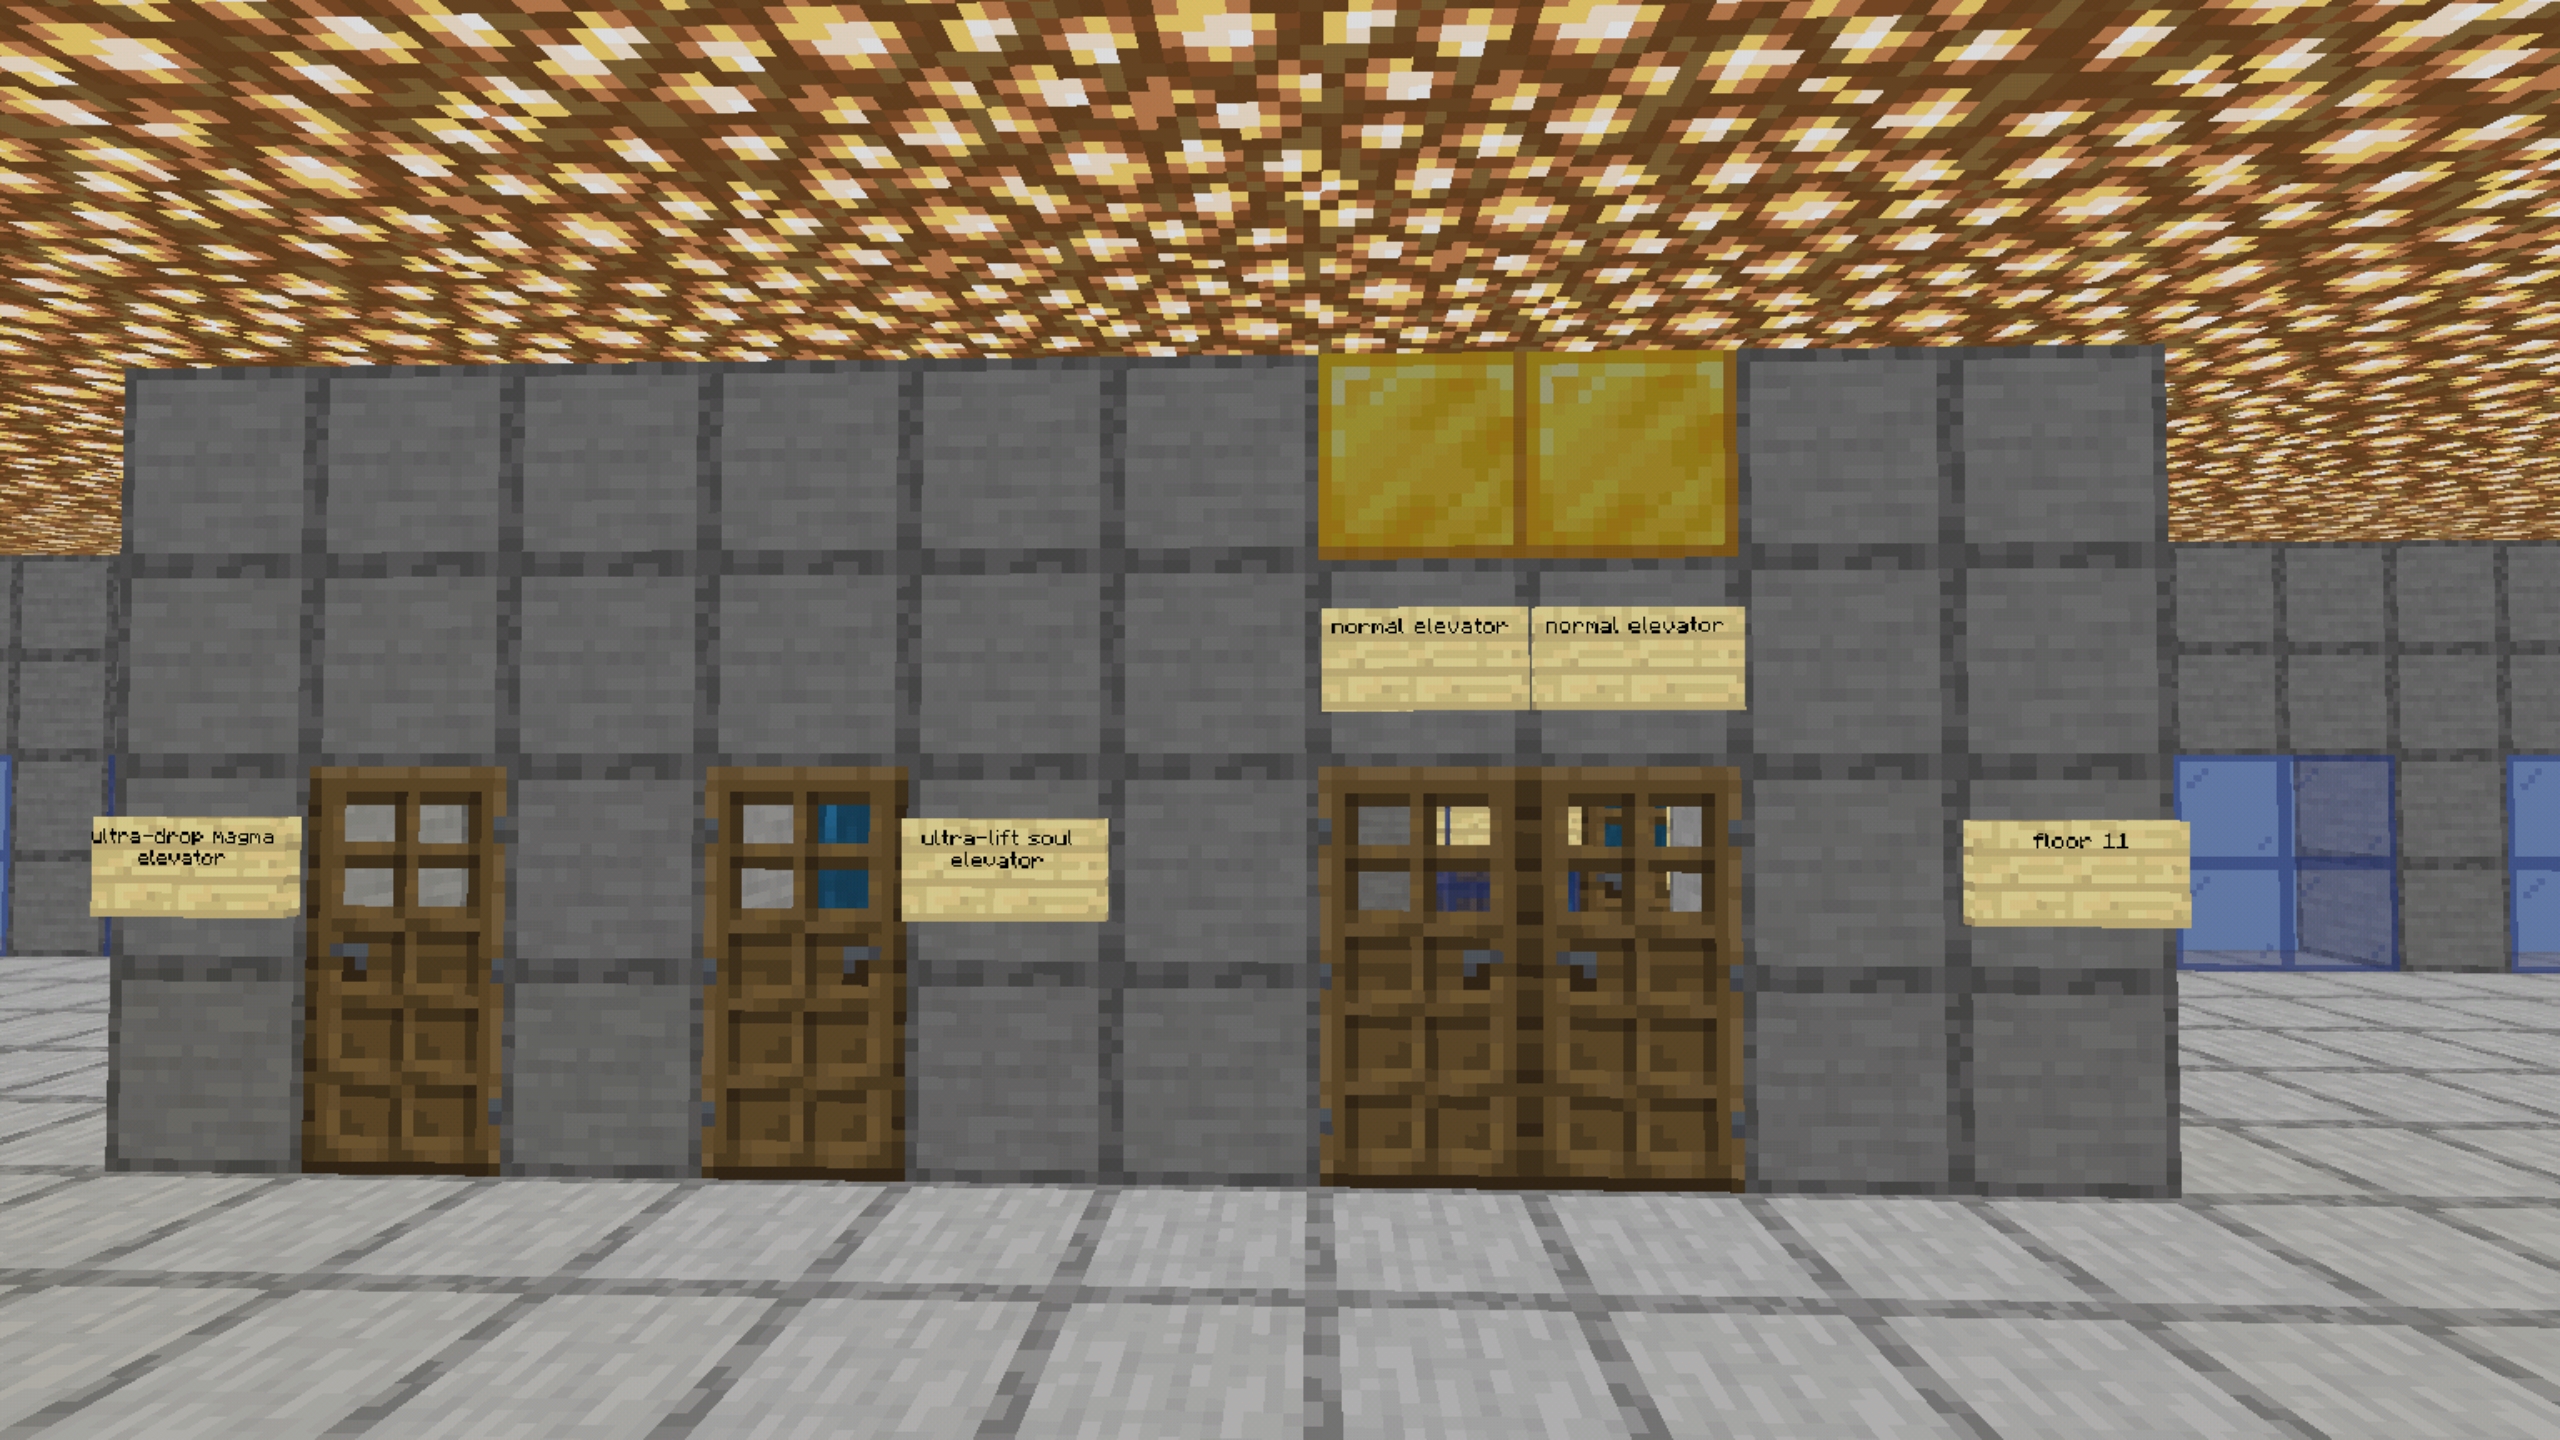 normal elevator
normal elevator
ultra-drop magma
elevator
ultra-lift soul
elevator
floor 11